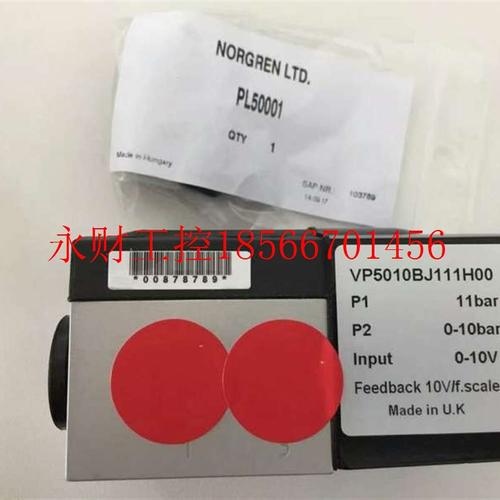 NORGREN LTD.
PL50001
QTY 1
Made in Hungary
SAP NR.: 103789
14.09.17
永财工控18566701456
*00878789*
VP5010BJ111H00
P1 11bar
P2 0-10bar
Input 0-10V
Feedback 10V/f.scale
Made in U.K
1 2